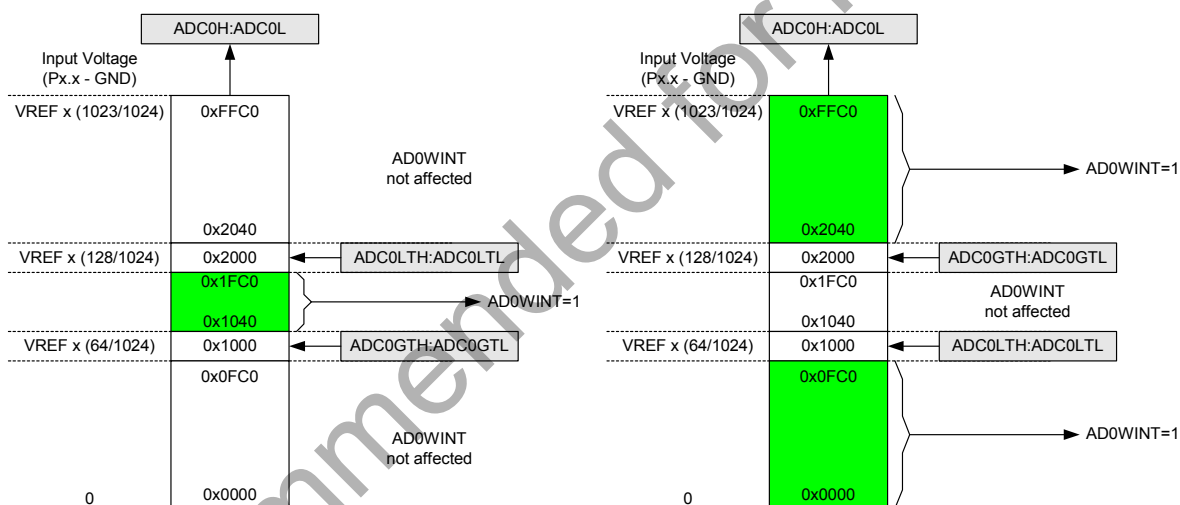 ADC0H:ADC0L
Input Voltage
(Px.x - GND)
VREF x (1023/1024)
0xFFC0
AD0WINT
not affected
0x2040
VREF x (128/1024)
0x2000
ADC0LTH:ADC0LTL
0x1FC0
AD0WINT=1
0x1040
VREF x (64/1024)
0x1000
ADC0GTH:ADC0GTL
0x0FC0
AD0WINT
not affected
0
0x0000
ADC0H:ADC0L
Input Voltage
(Px.x - GND)
VREF x (1023/1024)
0xFFC0
AD0WINT=1
0x2040
VREF x (128/1024)
0x2000
ADC0GTH:ADC0GTL
0x1FC0
AD0WINT
not affected
0x1040
VREF x (64/1024)
0x1000
ADC0LTH:ADC0LTL
0x0FC0
AD0WINT=1
0
0x0000
mmended for